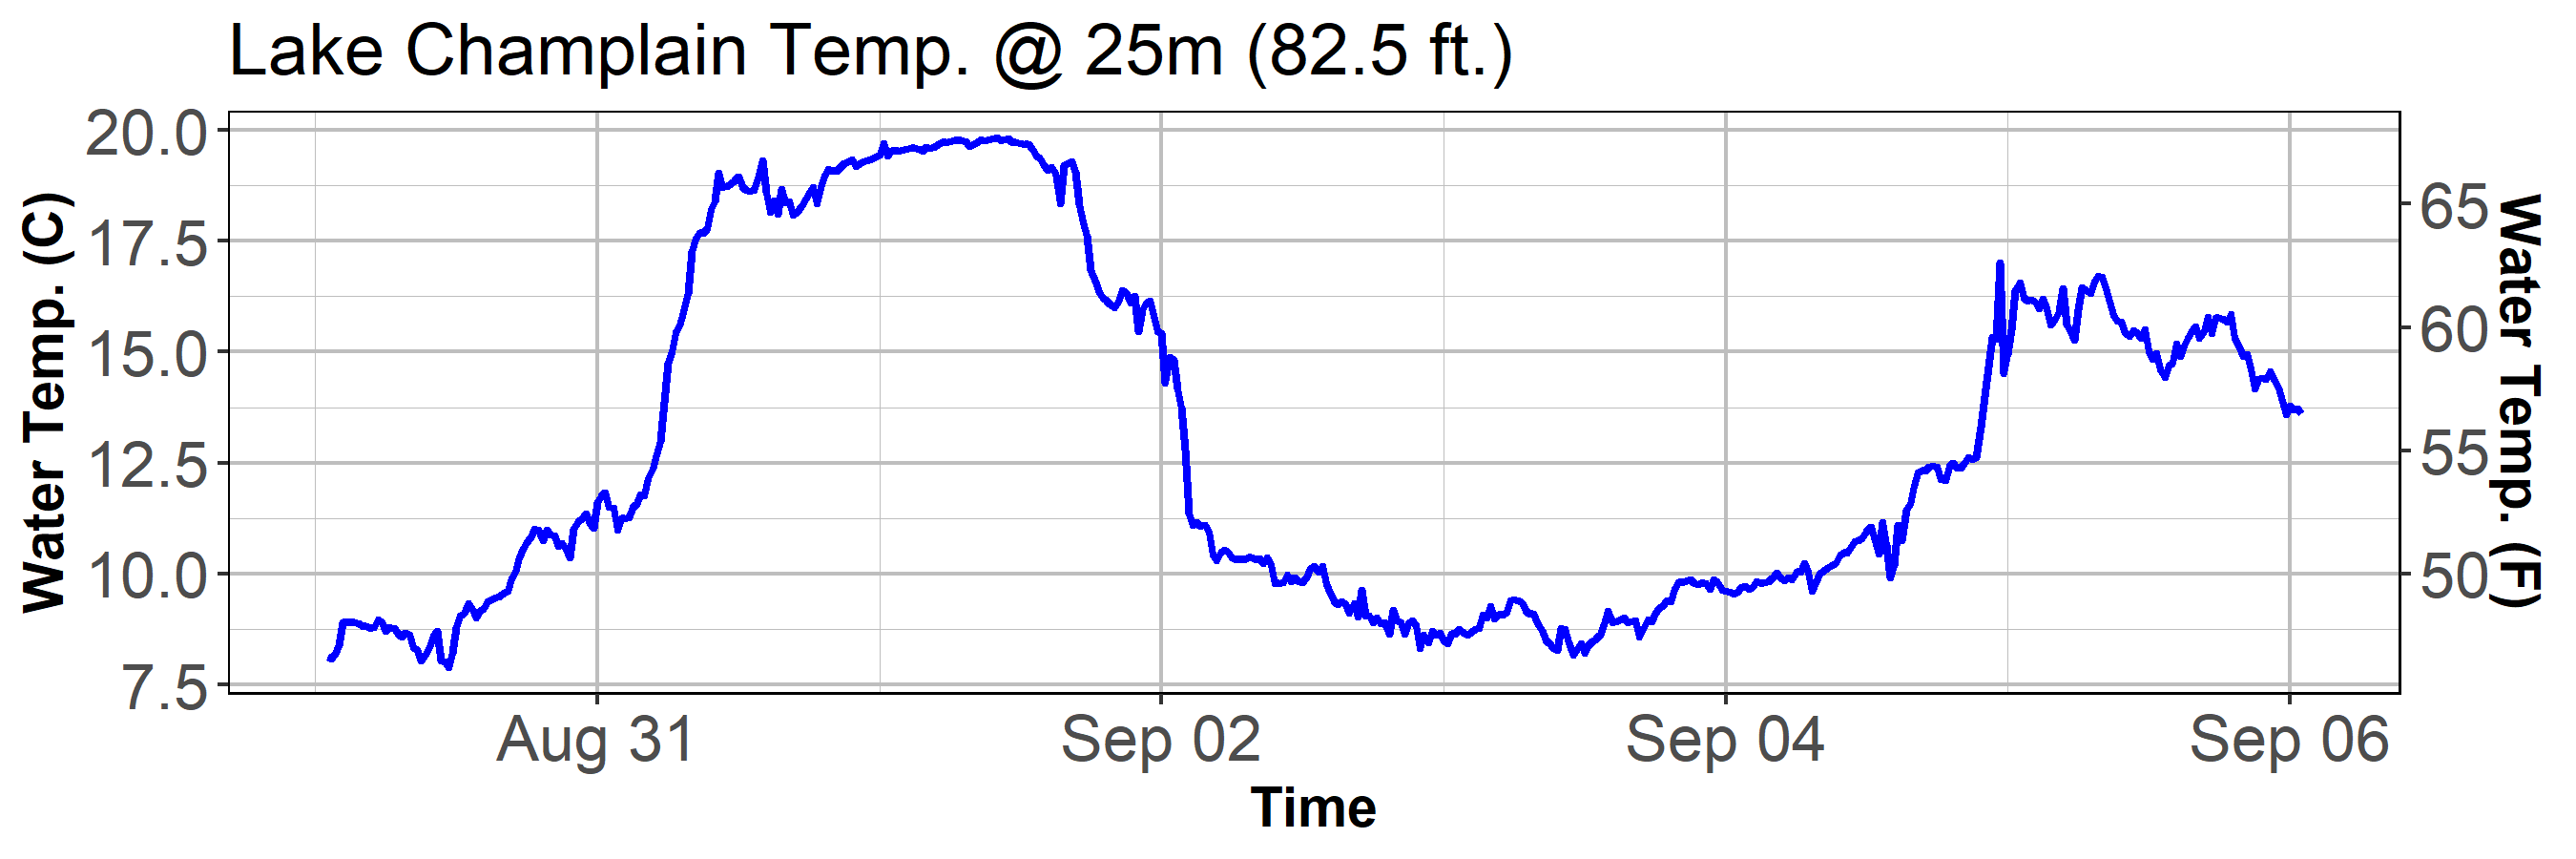 Lake Champlain Temp. @ 25m (82.5 ft.)
Water Temp. (C)
20.0
17.5
15.0
12.5
10.0
7.5
65
60
55
50
Water Temp. (F)
Aug 31
Sep 02
Sep 04
Sep 06
Time